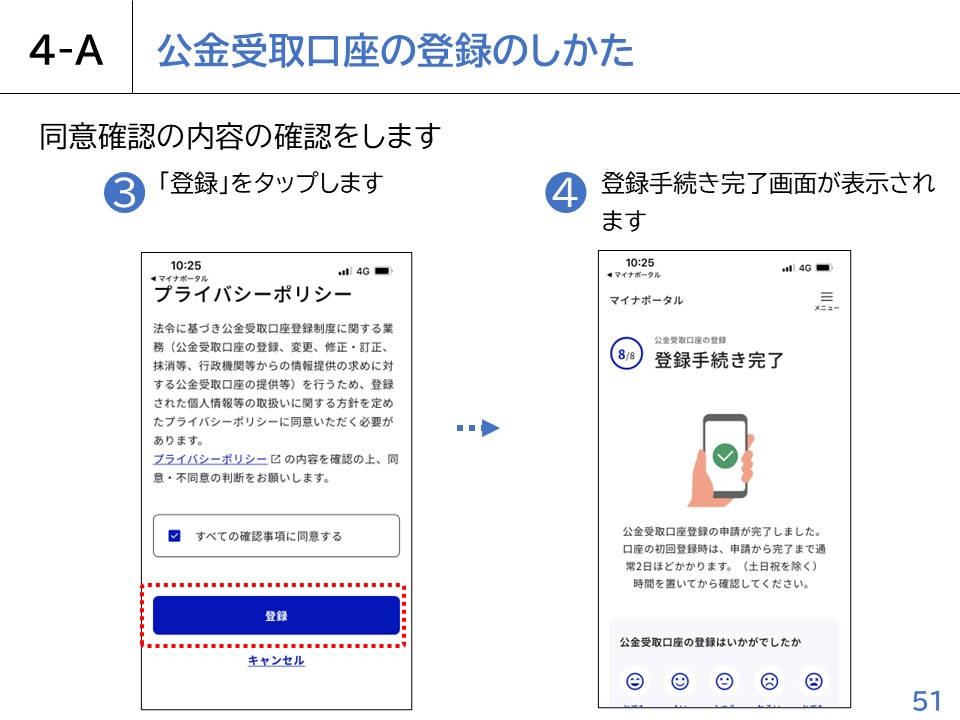 4-A
公金受取口座の登録のしかた
同意確認の内容の確認をします
3
「登録」をタップします
10:25
4G
◀ マイナポータル
プライバシーポリシー
法令に基づき公金受取口座登録制度に関する業
務（公金受取口座の登録、変更、修正・訂正、
抹消等、行政機関等からの情報提供の求めに対
する公金受取口座の提供等）を行うため、登録
された個人情報等の取扱いに関する方針を定め
たプライバシーポリシーに同意いただく必要が
あります。
プライバシーポリシー の内容を確認の上、同
意・不同意の判断をお願いします。
すべての確認事項に同意する
登録
キャンセル
4
登録手続き完了画面が表示され
ます
10:25
4G
◀ マイナポータル
マイナポータル
メニュー
公金受取口座の登録
8/8
登録手続き完了
公金受取口座登録の申請が完了しました。
口座の初回登録時は、申請から完了まで通
常2日ほどかかります。（土日祝を除く）
時間を置いてから確認してください。
公金受取口座の登録はいかがでしたか
51